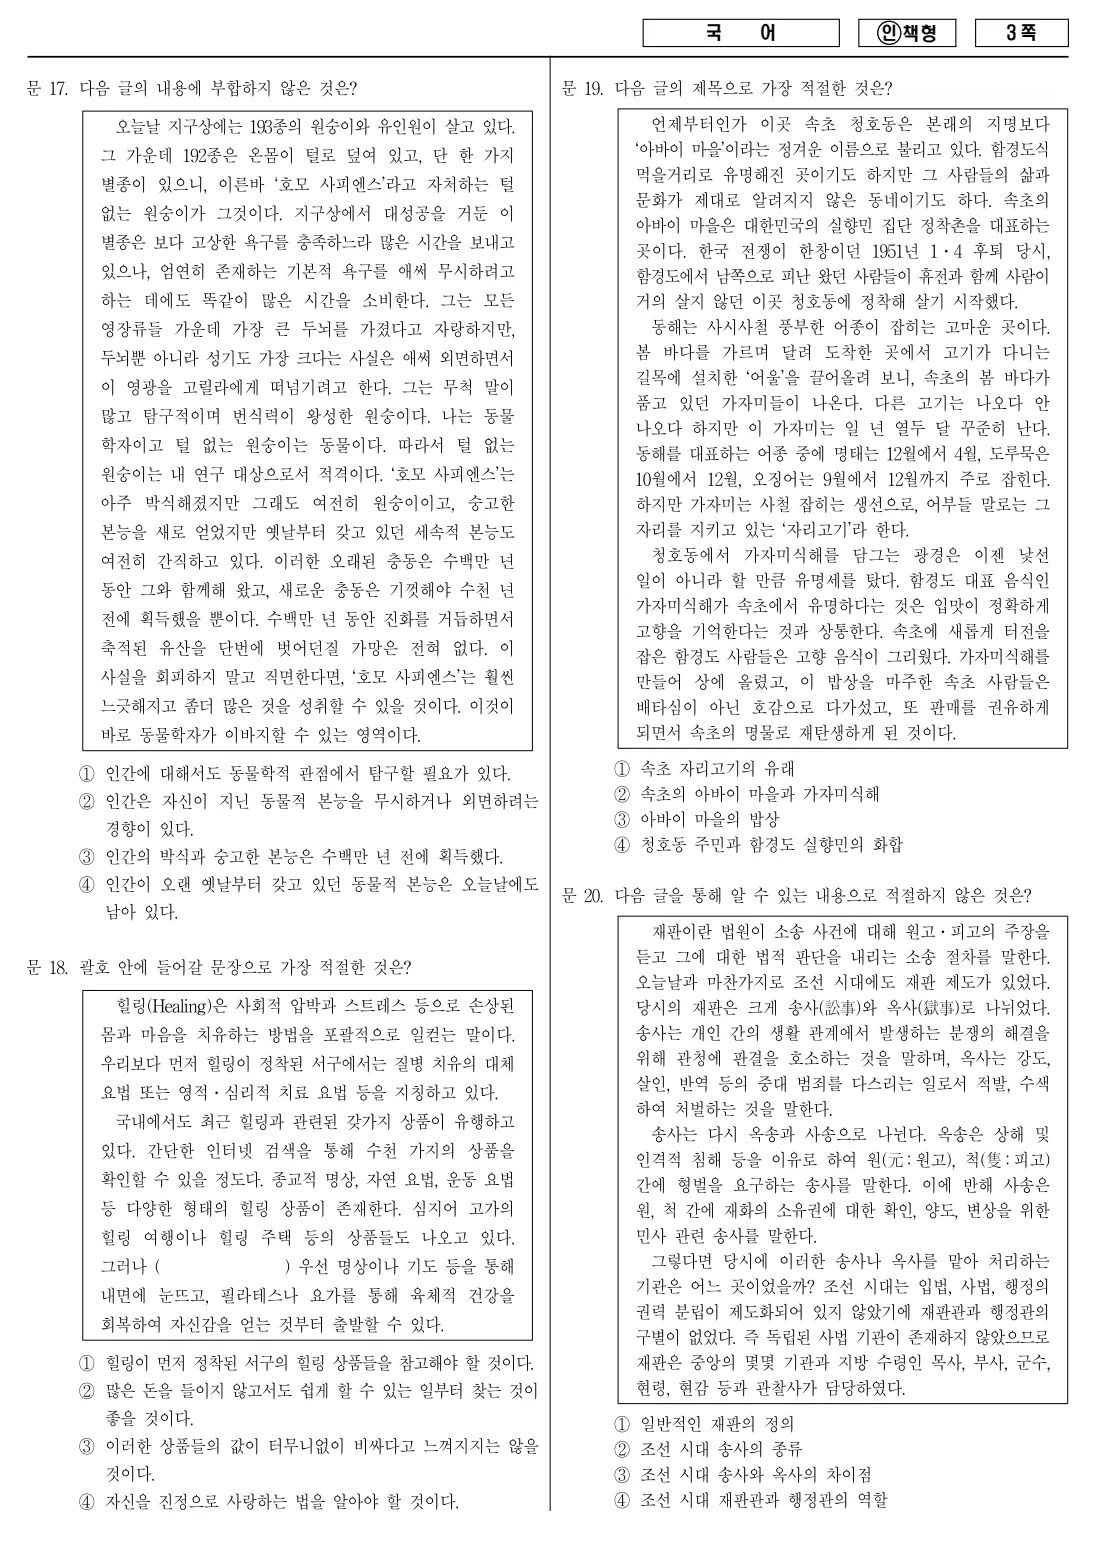 국 어
㉑책형
3 쪽
문 17. 다음 글의 내용에 부합하지 않은 것은?
오늘날 지구상에는 193종의 원숭이와 유인원이 살고 있다.
그 가운데 192종은 온몸이 털로 덮여 있고, 단 한 가지
별종이 있으니, 이른바 ‘호모 사피엔스’라고 자처하는 털
없는 원숭이가 그것이다. 지구상에서 대성공을 거둔 이
별종은 보다 고상한 욕구를 충족하느라 많은 시간을 보내고
있으나, 엄연히 존재하는 기본적 욕구를 애써 무시하려고
하는 데에도 똑같이 많은 시간을 소비한다. 그는 모든
영장류들 가운데 가장 큰 두뇌를 가졌다고 자랑하지만,
두뇌뿐 아니라 성기도 가장 크다는 사실은 애써 외면하면서
이 영광을 고릴라에게 떠넘기려고 한다. 그는 무척 말이
많고 탐구적이며 번식력이 왕성한 원숭이다. 나는 동물
학자이고 털 없는 원숭이는 동물이다. 따라서 털 없는
원숭이는 내 연구 대상으로서 적격이다. ‘호모 사피엔스’는
아주 박식해졌지만 그래도 여전히 원숭이이고, 숭고한
본능을 새로 얻었지만 옛날부터 갖고 있던 세속적 본능도
여전히 간직하고 있다. 이러한 오래된 충동은 수백만 년
동안 그와 함께해 왔고, 새로운 충동은 기껏해야 수천 년
전에 획득했을 뿐이다. 수백만 년 동안 진화를 거듭하면서
축적된 유산을 단번에 벗어던질 가망은 전혀 없다. 이
사실을 회피하지 말고 직면한다면, ‘호모 사피엔스’는 훨씬
느긋해지고 좀더 많은 것을 성취할 수 있을 것이다. 이것이
바로 동물학자가 이바지할 수 있는 영역이다.
① 인간에 대해서도 동물학적 관점에서 탐구할 필요가 있다.
② 인간은 자신이 지닌 동물적 본능을 무시하거나 외면하려는
경향이 있다.
③ 인간의 박식과 숭고한 본능은 수백만 년 전에 획득했다.
④ 인간이 오랜 옛날부터 갖고 있던 동물적 본능은 오늘날에도
남아 있다.
문 18. 괄호 안에 들어갈 문장으로 가장 적절한 것은?
힐링(Healing)은 사회적 압박과 스트레스 등으로 손상된
몸과 마음을 치유하는 방법을 포괄적으로 일컫는 말이다.
우리보다 먼저 힐링이 정착된 서구에서는 질병 치유의 대체
요법 또는 영적・심리적 치료 요법 등을 지칭하고 있다.
국내에서도 최근 힐링과 관련된 갖가지 상품이 유행하고
있다. 간단한 인터넷 검색을 통해 수천 가지의 상품을
확인할 수 있을 정도다. 종교적 명상, 자연 요법, 운동 요법
등 다양한 형태의 힐링 상품이 존재한다. 심지어 고가의
힐링 여행이나 힐링 주택 등의 상품들도 나오고 있다.
그러나 ( ) 우선 명상이나 기도 등을 통해
내면에 눈뜨고, 필라테스나 요가를 통해 육체적 건강을
회복하여 자신감을 얻는 것부터 출발할 수 있다.
① 힐링이 먼저 정착된 서구의 힐링 상품들을 참고해야 할 것이다.
② 많은 돈을 들이지 않고서도 쉽게 할 수 있는 일부터 찾는 것이
좋을 것이다.
③ 이러한 상품들의 값이 터무니없이 비싸다고 느껴지지는 않을
것이다.
④ 자신을 진정으로 사랑하는 법을 알아야 할 것이다.
문 19. 다음 글의 제목으로 가장 적절한 것은?
언제부터인가 이곳 속초 청호동은 본래의 지명보다
‘아바이 마을’이라는 정겨운 이름으로 불리고 있다. 함경도식
먹을거리로 유명해진 곳이기도 하지만 그 사람들의 삶과
문화가 제대로 알려지지 않은 동네이기도 하다. 속초의
아바이 마을은 대한민국의 실향민 집단 정착촌을 대표하는
곳이다. 한국 전쟁이 한창이던 1951년 1・4 후퇴 당시,
함경도에서 남쪽으로 피난 왔던 사람들이 휴전과 함께 사람이
거의 살지 않던 이곳 청호동에 정착해 살기 시작했다.
동해는 사시사철 풍부한 어종이 잡히는 고마운 곳이다.
봄 바다를 가르며 달려 도착한 곳에서 고기가 다니는
길목에 설치한 ‘어울’을 끌어올려 보니, 속초의 봄 바다가
품고 있던 가자미들이 나온다. 다른 고기는 나오다 안
나오다 하지만 이 가자미는 일 년 열두 달 꾸준히 난다.
동해를 대표하는 어종 중에 명태는 12월에서 4월, 도루묵은
10월에서 12월, 오징어는 9월에서 12월까지 주로 잡힌다.
하지만 가자미는 사철 잡히는 생선으로, 어부들 말로는 그
자리를 지키고 있는 ‘자리고기’라 한다.
청호동에서 가자미식해를 담그는 광경은 이젠 낯선
일이 아니라 할 만큼 유명세를 탔다. 함경도 대표 음식인
가자미식해가 속초에서 유명하다는 것은 입맛이 정확하게
고향을 기억한다는 것과 상통한다. 속초에 새롭게 터전을
잡은 함경도 사람들은 고향 음식이 그리웠다. 가자미식해를
만들어 상에 올렸고, 이 밥상을 마주한 속초 사람들은
배타심이 아닌 호감으로 다가섰고, 또 판매를 권유하게
되면서 속초의 명물로 재탄생하게 된 것이다.
① 속초 자리고기의 유래
② 속초의 아바이 마을과 가자미식해
③ 아바이 마을의 밥상
④ 청호동 주민과 함경도 실향민의 화합
문 20. 다음 글을 통해 알 수 있는 내용으로 적절하지 않은 것은?
재판이란 법원이 소송 사건에 대해 원고・피고의 주장을
듣고 그에 대한 법적 판단을 내리는 소송 절차를 말한다.
오늘날과 마찬가지로 조선 시대에도 재판 제도가 있었다.
당시의 재판은 크게 송사(訟事)와 옥사(獄事)로 나뉘었다.
송사는 개인 간의 생활 관계에서 발생하는 분쟁의 해결을
위해 관청에 판결을 호소하는 것을 말하며, 옥사는 강도,
살인, 반역 등의 중대 범죄를 다스리는 일로서 적발, 수색
하여 처벌하는 것을 말한다.
송사는 다시 옥송과 사송으로 나뉜다. 옥송은 상해 및
인격적 침해 등을 이유로 하여 원(元 : 원고), 척(隻 : 피고)
간에 형벌을 요구하는 송사를 말한다. 이에 반해 사송은
원, 척 간에 재화의 소유권에 대한 확인, 양도, 변상을 위한
민사 관련 송사를 말한다.
그렇다면 당시에 이러한 송사나 옥사를 맡아 처리하는
기관은 어느 곳이었을까? 조선 시대는 입법, 사법, 행정의
권력 분립이 제도화되어 있지 않았기에 재판관과 행정관의
구별이 없었다. 즉 독립된 사법 기관이 존재하지 않았으므로
재판은 중앙의 몇몇 기관과 지방 수령인 목사, 부사, 군수,
현령, 현감 등과 관찰사가 담당하였다.
① 일반적인 재판의 정의
② 조선 시대 송사의 종류
③ 조선 시대 송사와 옥사의 차이점
④ 조선 시대 재판관과 행정관의 역할